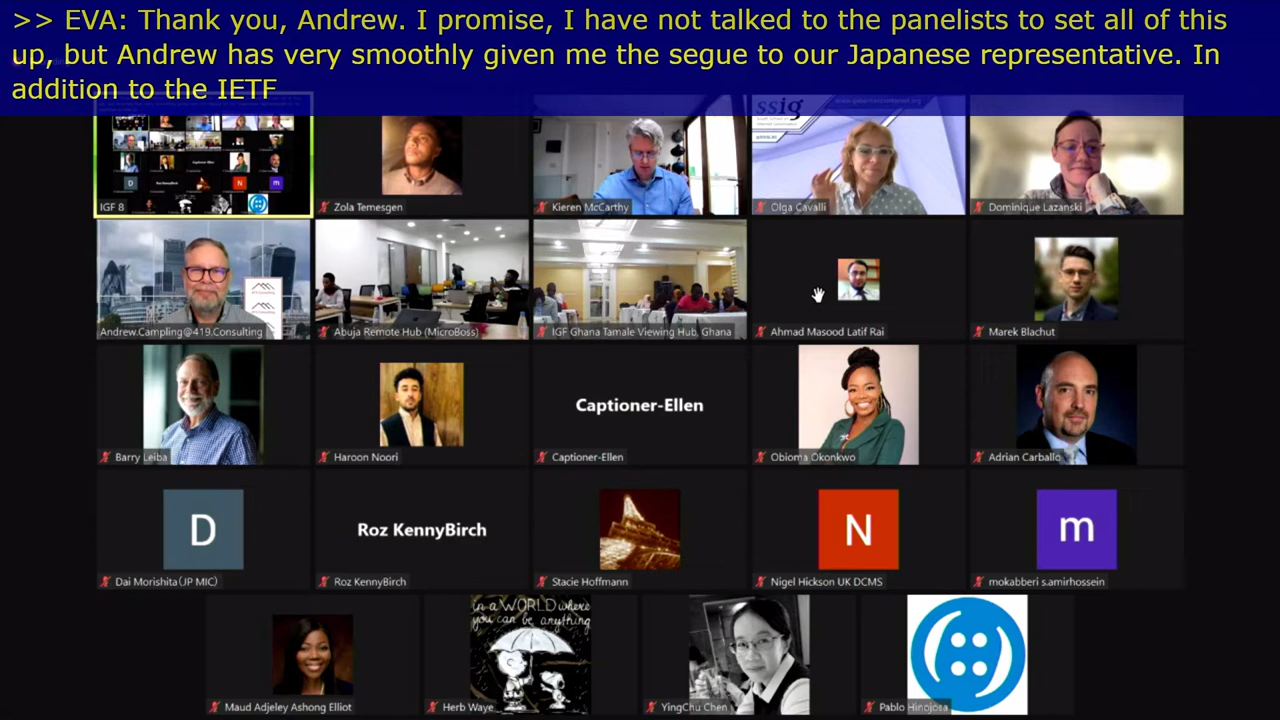 >> EVA: Thank you, Andrew. I promise, I have not talked to the panelists to set all of this
up, but Andrew has very smoothly given me the segue to our Japanese representative. In
addition to the IETF
IGF 8
Zola Temesgen
Kieren McCarthy
ssig
Olga Cavalli
Dominique Lazanski
Andrew.Campling@419.Consulting
Abuja Remote Hub (MicroBoss)
IGF Ghana Tamale Viewing Hub, Ghana
Ahmad Masood Latif Rai
Marek Blachut
Barry Leiba
Haroon Noori
Captioner-Ellen
Captioner-Ellen
Obioma Okonkwo
Adrian Carballo
D
Dai Morishita (JP MIC)
Roz KennyBirch
Roz KennyBirch
Stacie Hoffmann
N
Nigel Hickson UK DCMS
m
mokabberi s.amirhossein
Maud Adjeley Ashong Elliot
in a WORLD where
you can be anything
Herb Waye
YingChu Chen
Pablo Hinojosa